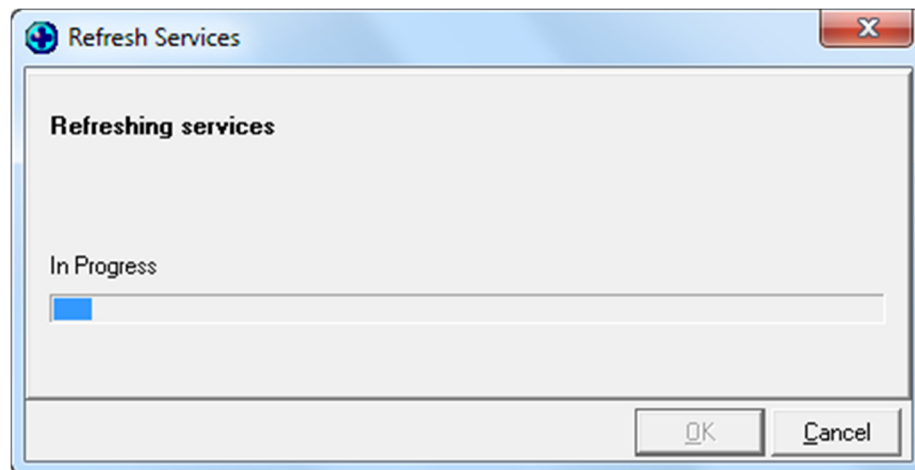 Refresh Services
Refreshing services
In Progress
OK
Cancel